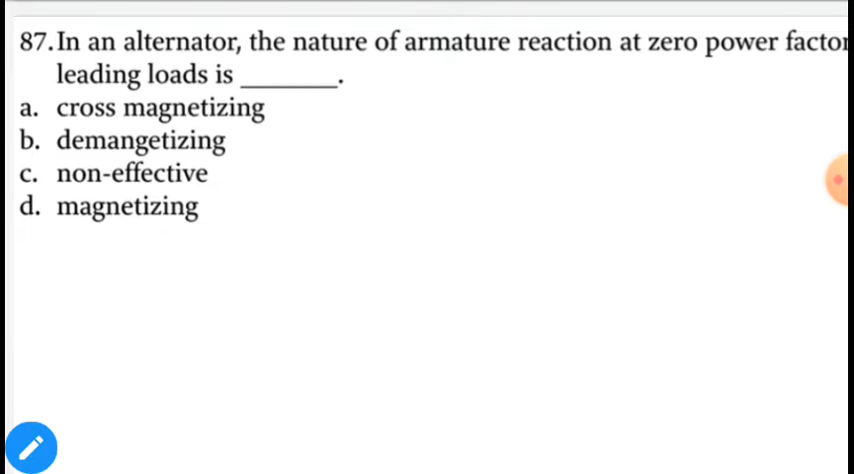 87. In an alternator, the nature of armature reaction at zero power factor
leading loads is _______.
a. cross magnetizing
b. demangetizing
c. non-effective
d. magnetizing